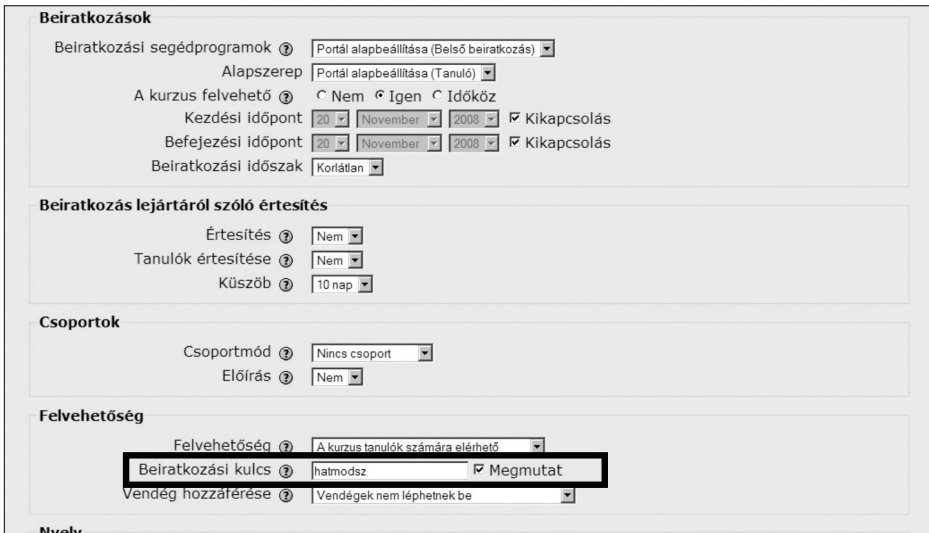 Beiratkozások
Beiratkozási segédprogramok ? Portál alapbeállítása (Belső beiratkozás)
Alapszerep Portál alapbeállítása (Tanuló)
A kurzus felvehető ? Nem Igen Időköz
Kezdési időpont 20 November 2008 Kikapcsolás
Befejezési időpont 20 November 2008 Kikapcsolás
Beiratkozási időszak Korlátlan
Beiratkozás lejártáról szóló értesítés
Értesítés ? Nem
Tanulók értesítése ? Nem
Küszöb ? 10 nap
Csoportok
Csoportmód ? Nincs csoport
Előírás ? Nem
Felvehetőség
Felvehetőség ? A kurzus tanulók számára elérhető
Beiratkozási kulcs ? hatmodsz Megmutat
Vendég hozzáférése ? Vendégek nem léphetnek be
Nyelv